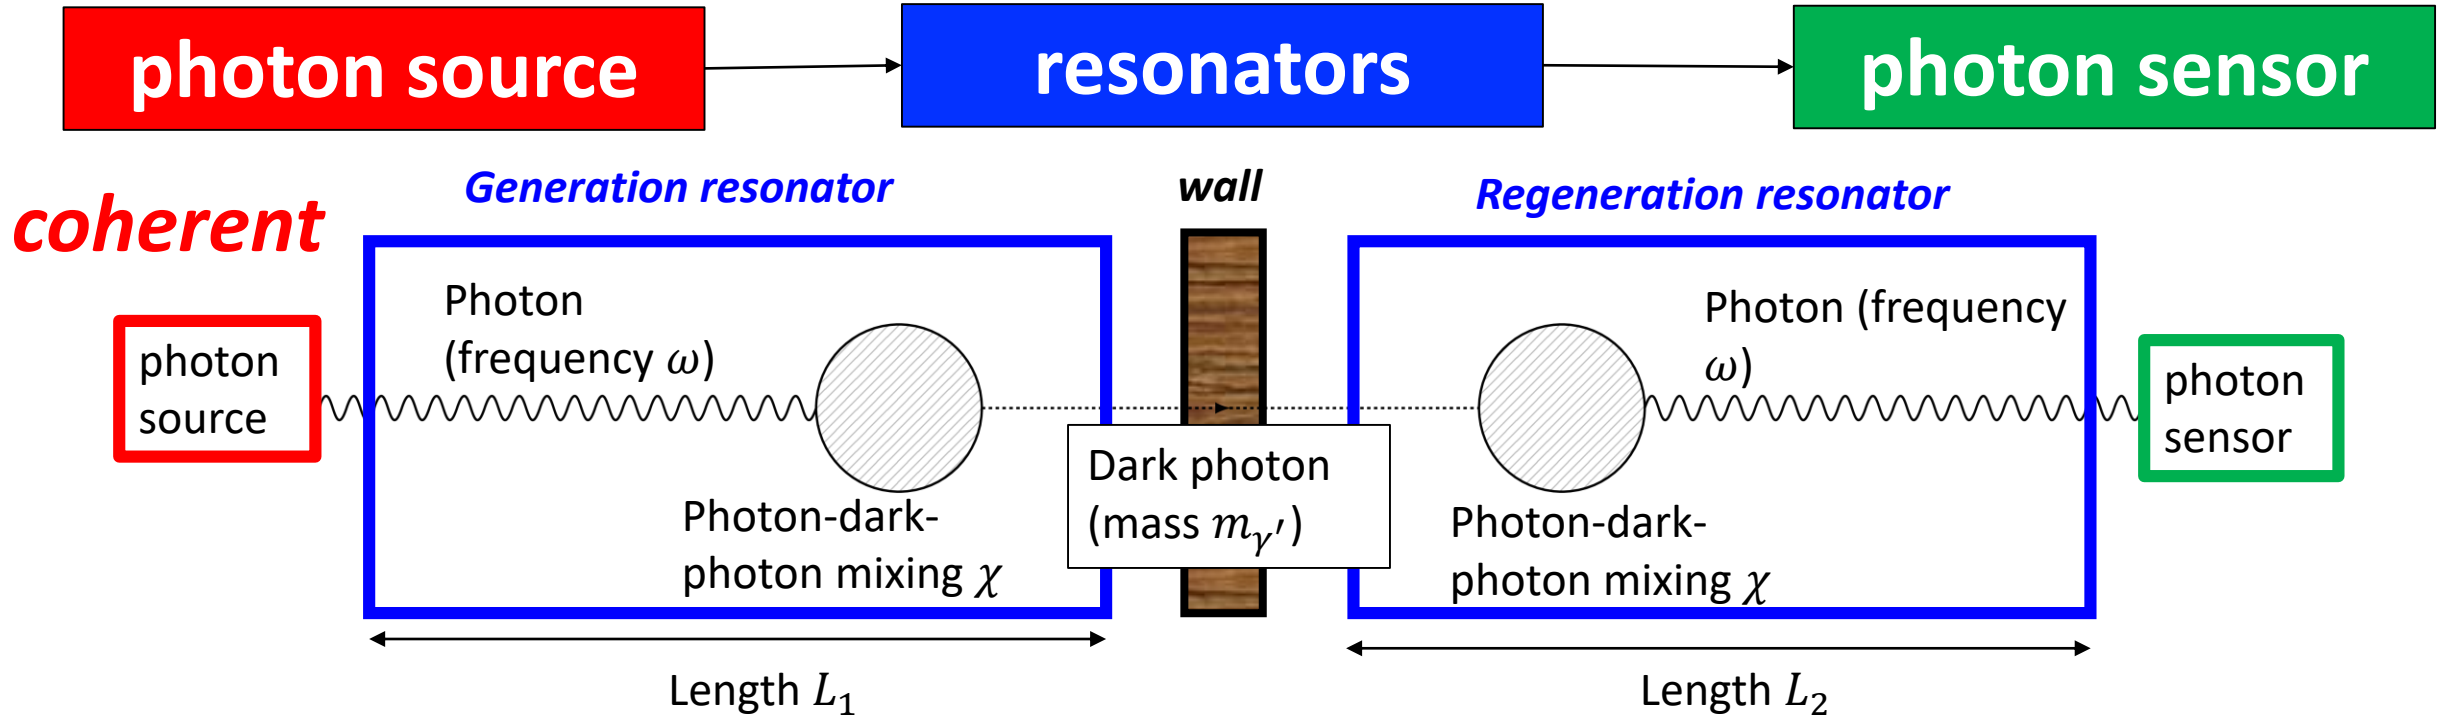 photon source
resonators
photon sensor
Generation resonator
wall
Regeneration resonator
coherent
photon
source
Photon
(frequency ω)
Photon-dark-
photon mixing χ
Dark photon
(mass mγ′)
Photon (frequency
ω)
Photon-dark-
photon mixing χ
photon
sensor
Length L₁
Length L₂